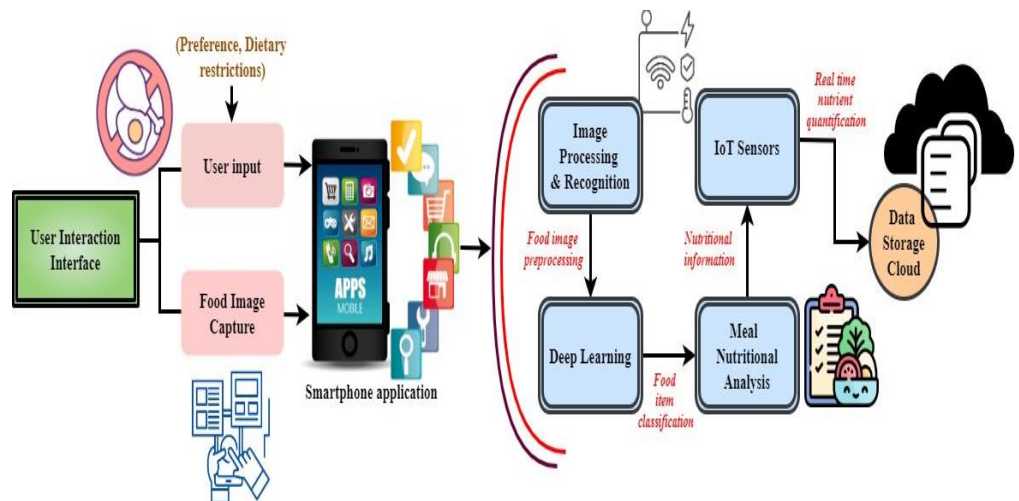 (Preference, Dietary
restrictions)
User input
User Interaction
Interface
Food Image
Capture
APPS
MOBILE
Smartphone application
Image
Processing
& Recognition
Food image
preprocessing
Deep Learning
Food
item
classification
Meal
Nutritional
Analysis
Nutritional
information
IoT Sensors
Real time
nutrient
quantification
Data
Storage
Cloud